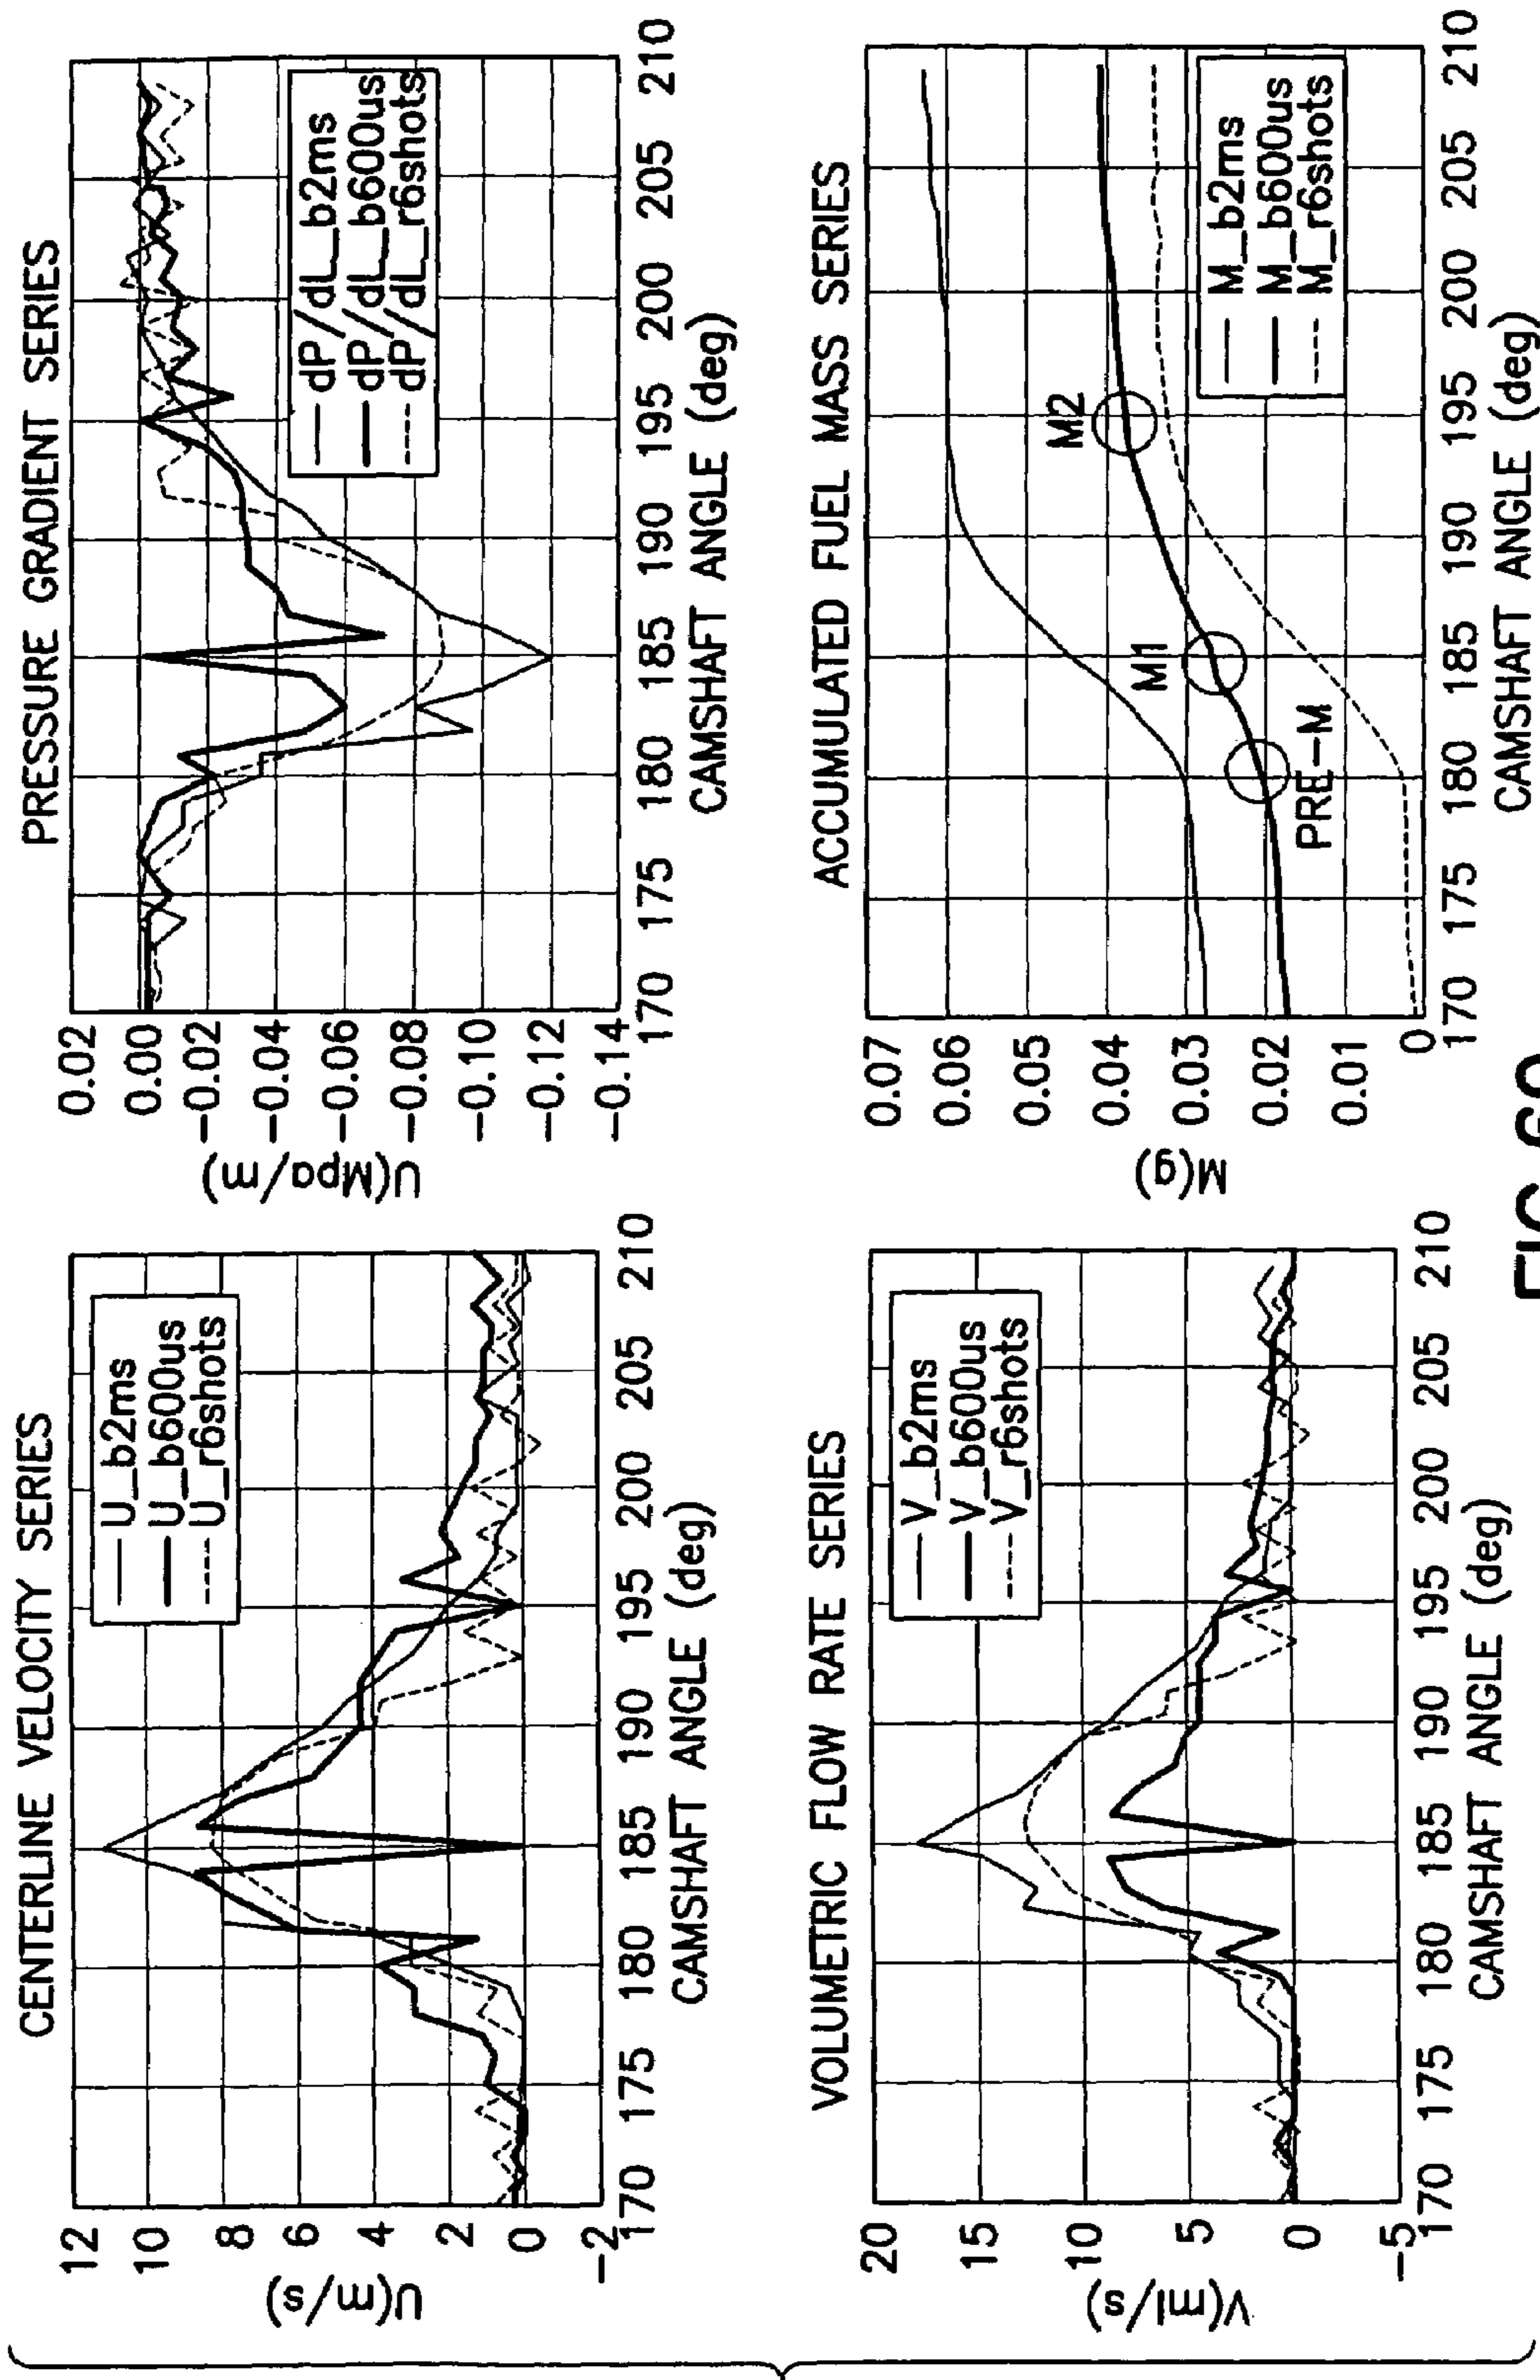 CENTERLINE VELOCITY SERIES
12
10
8
6
4
2
0
-2
U(m/s)
U_b2ms
U_b600us
U_r6shots
170 175 180 185 190 195 200 205 210
CAMSHAFT ANGLE (deg)
PRESSURE GRADIENT SERIES
0.02
0.00
-0.02
-0.04
-0.06
-0.08
-0.10
-0.12
-0.14
U(Mpa/m)
dP/dL_b2ms
dP/dL_b600us
dP/dL_r6shots
170 175 180 185 190 195 200 205 210
CAMSHAFT ANGLE (deg)
VOLUMETRIC FLOW RATE SERIES
20
15
10
5
0
-5
V(ml/s)
V_b2ms
V_b600us
V_r6shots
170 175 180 185 190 195 200 205 210
CAMSHAFT ANGLE (deg)
ACCUMULATED FUEL MASS SERIES
0.07
0.06
0.05
0.04
0.03
0.02
0.01
0
M(g)
M2
M1
PRE-M
M_b2ms
M_b600us
M_r6shots
170 175 180 185 190 195 200 205 210
CAMSHAFT ANGLE (deg)